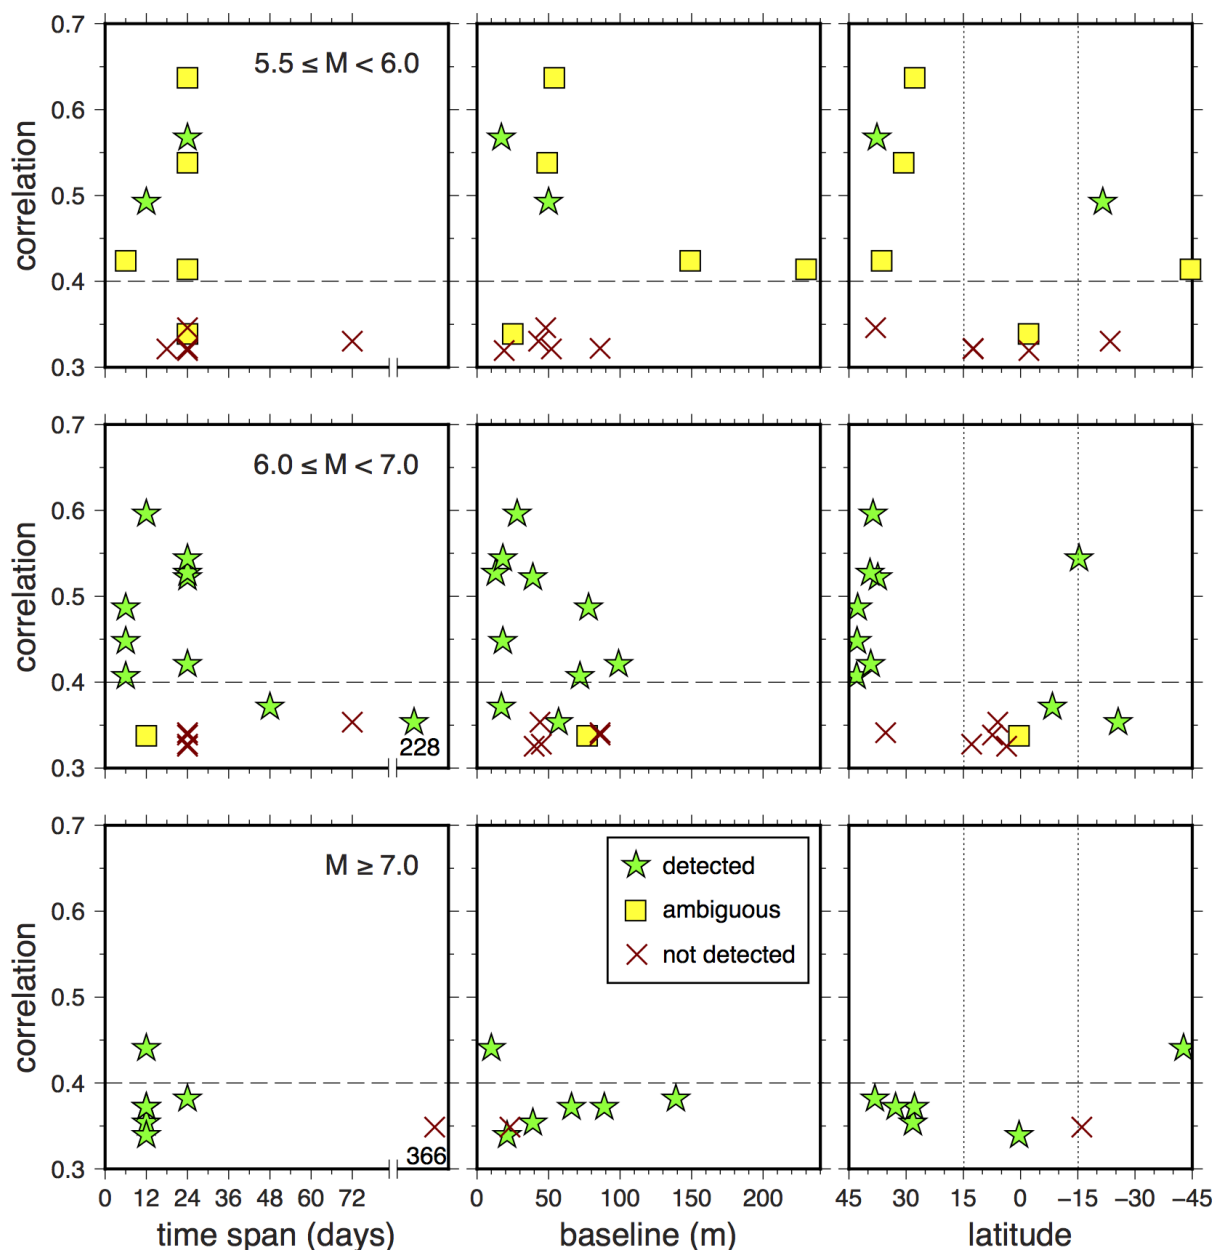 0.7
0.6
0.5
0.4
0.3
correlation
5.5 ≤ M < 6.0
0.7
0.6
0.5
0.4
0.3
correlation
6.0 ≤ M < 7.0
228
0.7
0.6
0.5
0.4
0.3
correlation
M ≥ 7.0
366
detected
ambiguous
not detected
0 12 24 36 48 60 72
time span (days)
0 50 100 150 200
baseline (m)
45 30 15 0 −15 −30 −45
latitude